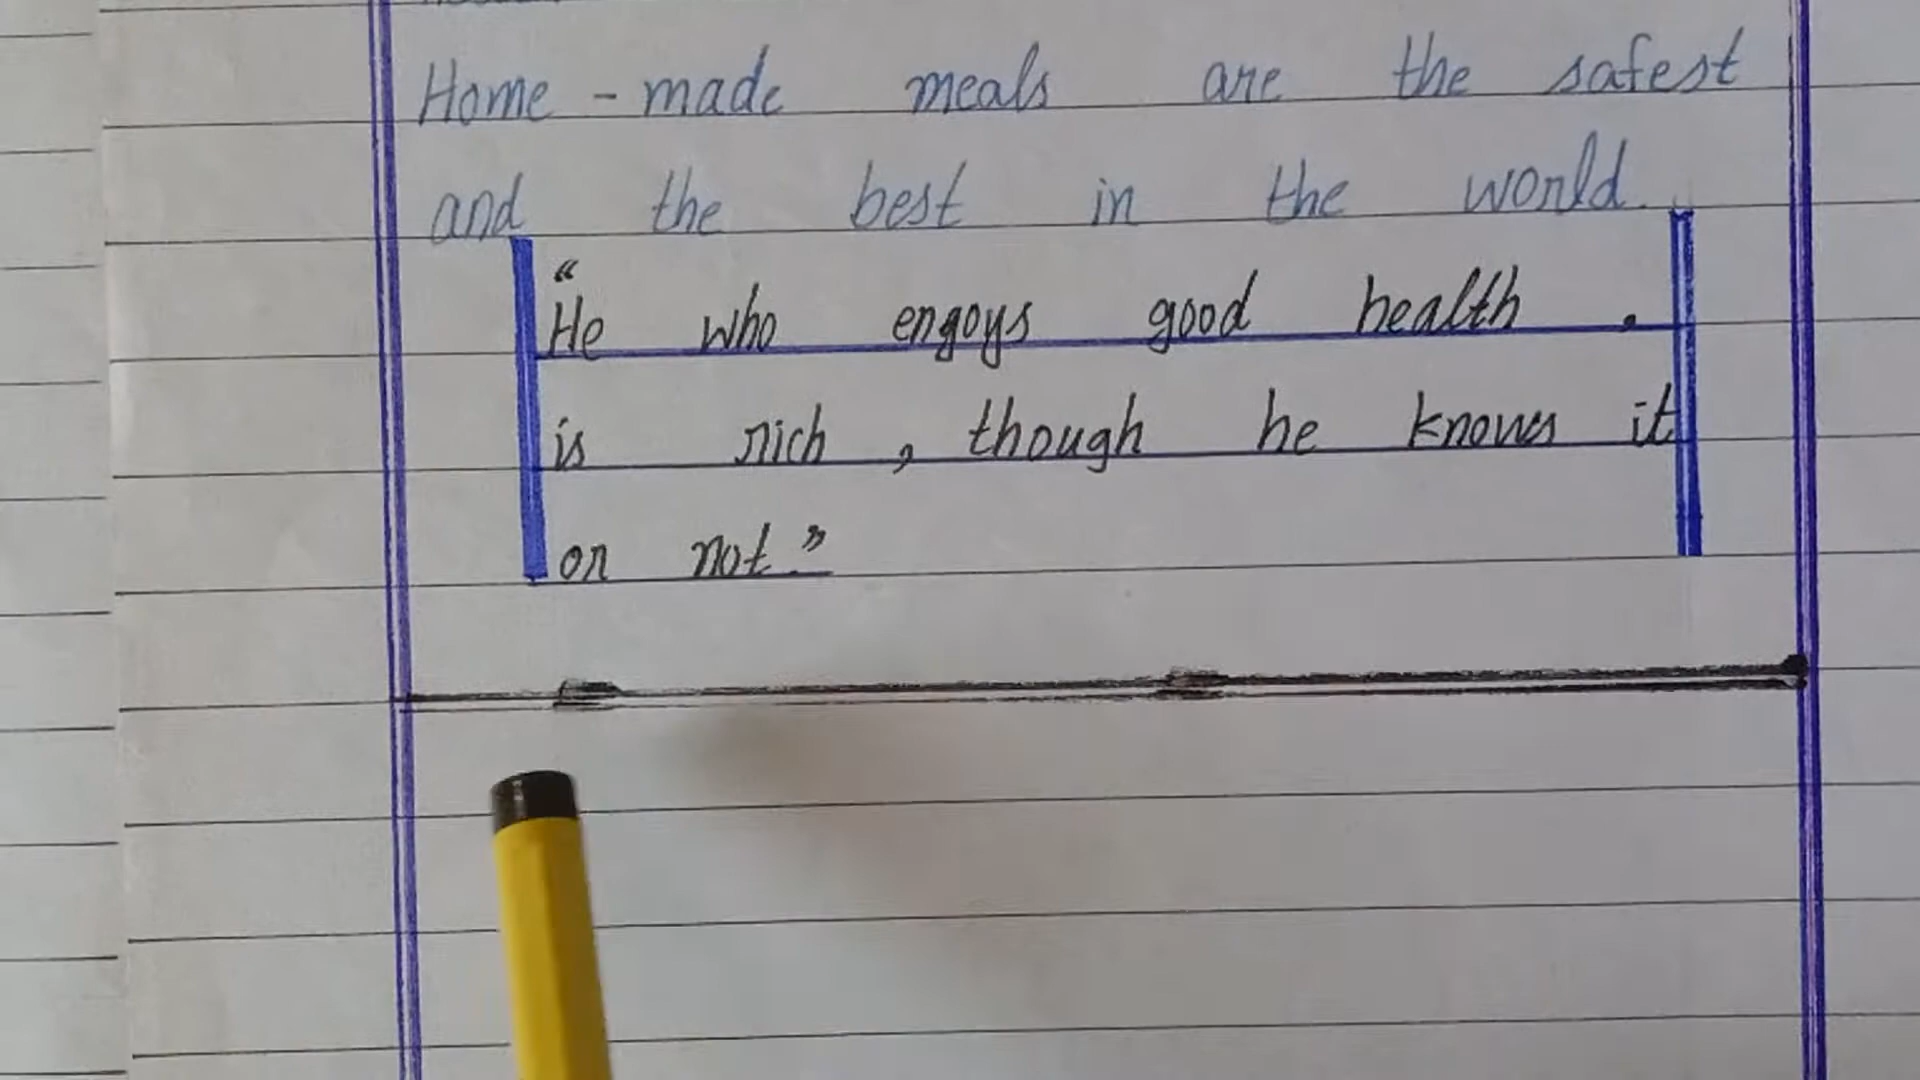 Home - made meals are the safest
and the best in the world.
“He who engoys good health .
is rich , though he knows it
or not.”